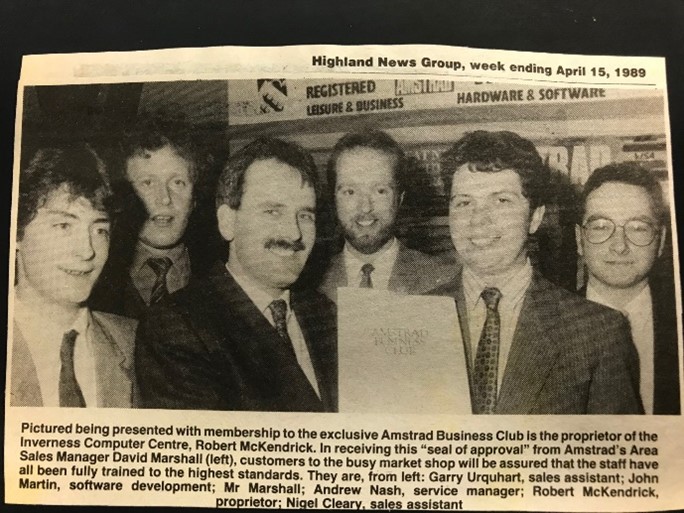 Highland News Group, week ending April 15, 1989
REGISTERED AMSTRAD
LEISURE & BUSINESS HARDWARE & SOFTWARE
VISA
AMSTRAD
BUSINESS
CLUB
Pictured being presented with membership to the exclusive Amstrad Business Club is the proprietor of the
Inverness Computer Centre, Robert McKendrick. In receiving this “seal of approval” from Amstrad's Area
Sales Manager David Marshall (left), customers to the busy market shop will be assured that the staff have
all been fully trained to the highest standards. They are, from left: Garry Urquhart, sales assistant; John
Martin, software development; Mr Marshall; Andrew Nash, service manager; Robert McKendrick,
proprietor; Nigel Cleary, sales assistant